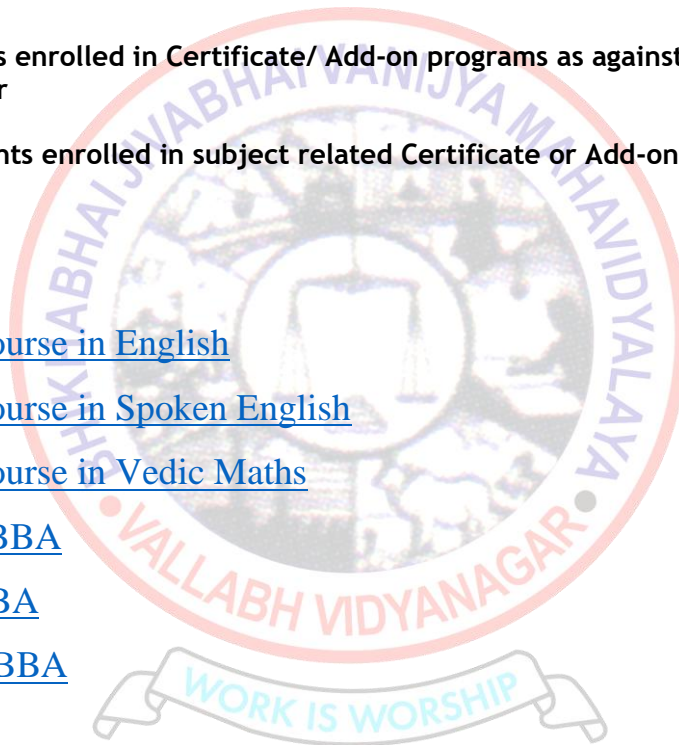 s enrolled in Certificate/ Add-on programs as against
r
nts enrolled in subject related Certificate or Add-on
ourse in English
ourse in Spoken English
ourse in Vedic Maths
BBA
BA
BBA
BHIKHABHAI JIVABHAI VANIJYA MAHAVIDYALAYA
VALLABH VIDYANAGAR
WORK IS WORSHIP